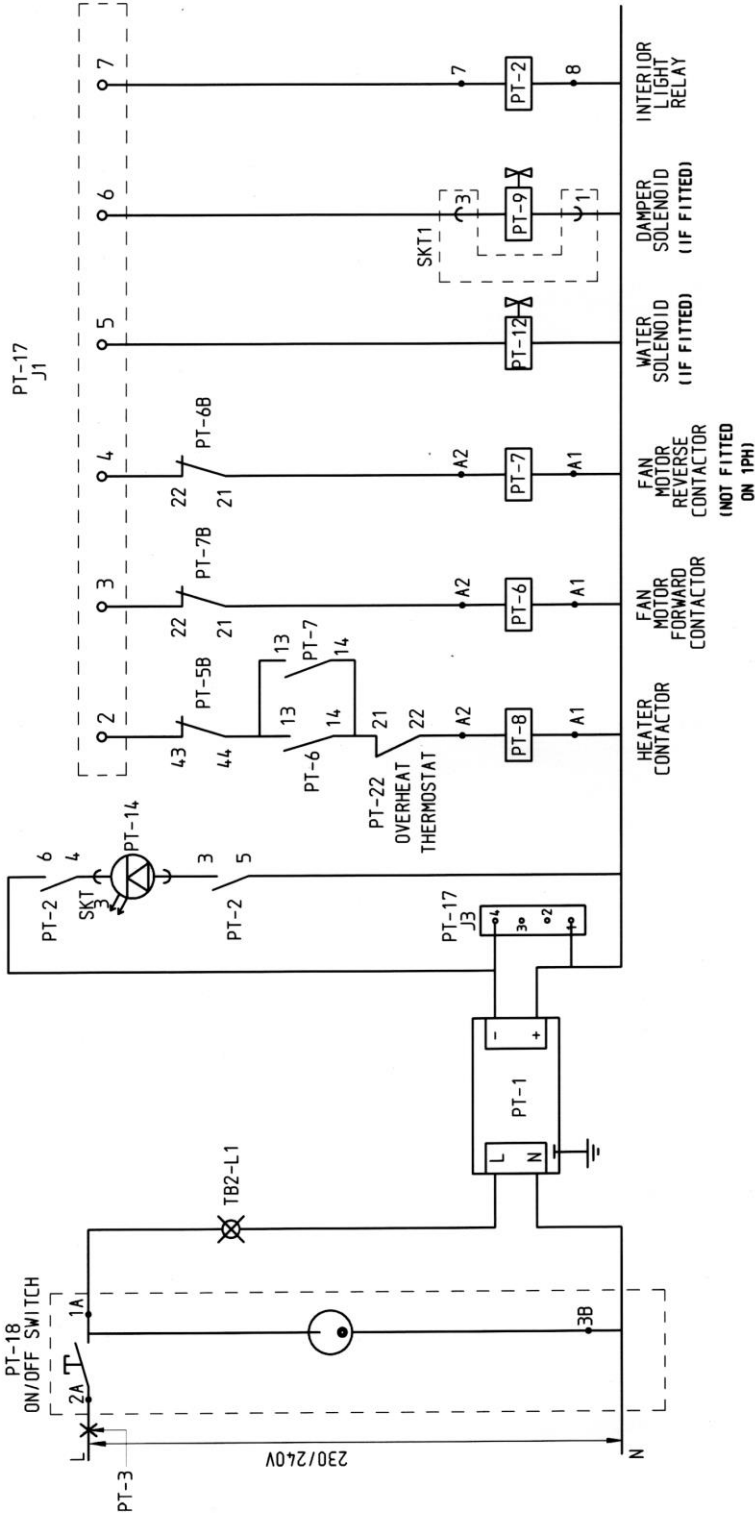 PT-18
ON/OFF SWITCH
2A
1A
L
PT-3
230/240V
N
3B
TB2-L1
L
N
PT-1
-
+
PT-17
J3
4
3
2
1
PT-2
6
4
SKT
3
PT-14
PT-2
3
5
PT-17
J1
2
3
4
5
6
7
43
44
PT-5B
13
14
PT-6
13
14
PT-7
21
22
PT-22
OVERHEAT
THERMOSTAT
A2
PT-8
A1
HEATER
CONTACTOR
22
21
PT-7B
A2
PT-6
A1
FAN
MOTOR
FORWARD
CONTACTOR
22
21
PT-6B
A2
PT-7
A1
FAN
MOTOR
REVERSE
CONTACTOR
(NOT FITTED
ON 1PH)
PT-12
WATER
SOLENOID
(IF FITTED)
SKT1
3
PT-9
1
DAMPER
SOLENOID
(IF FITTED)
7
PT-2
8
INTERIOR
LIGHT
RELAY